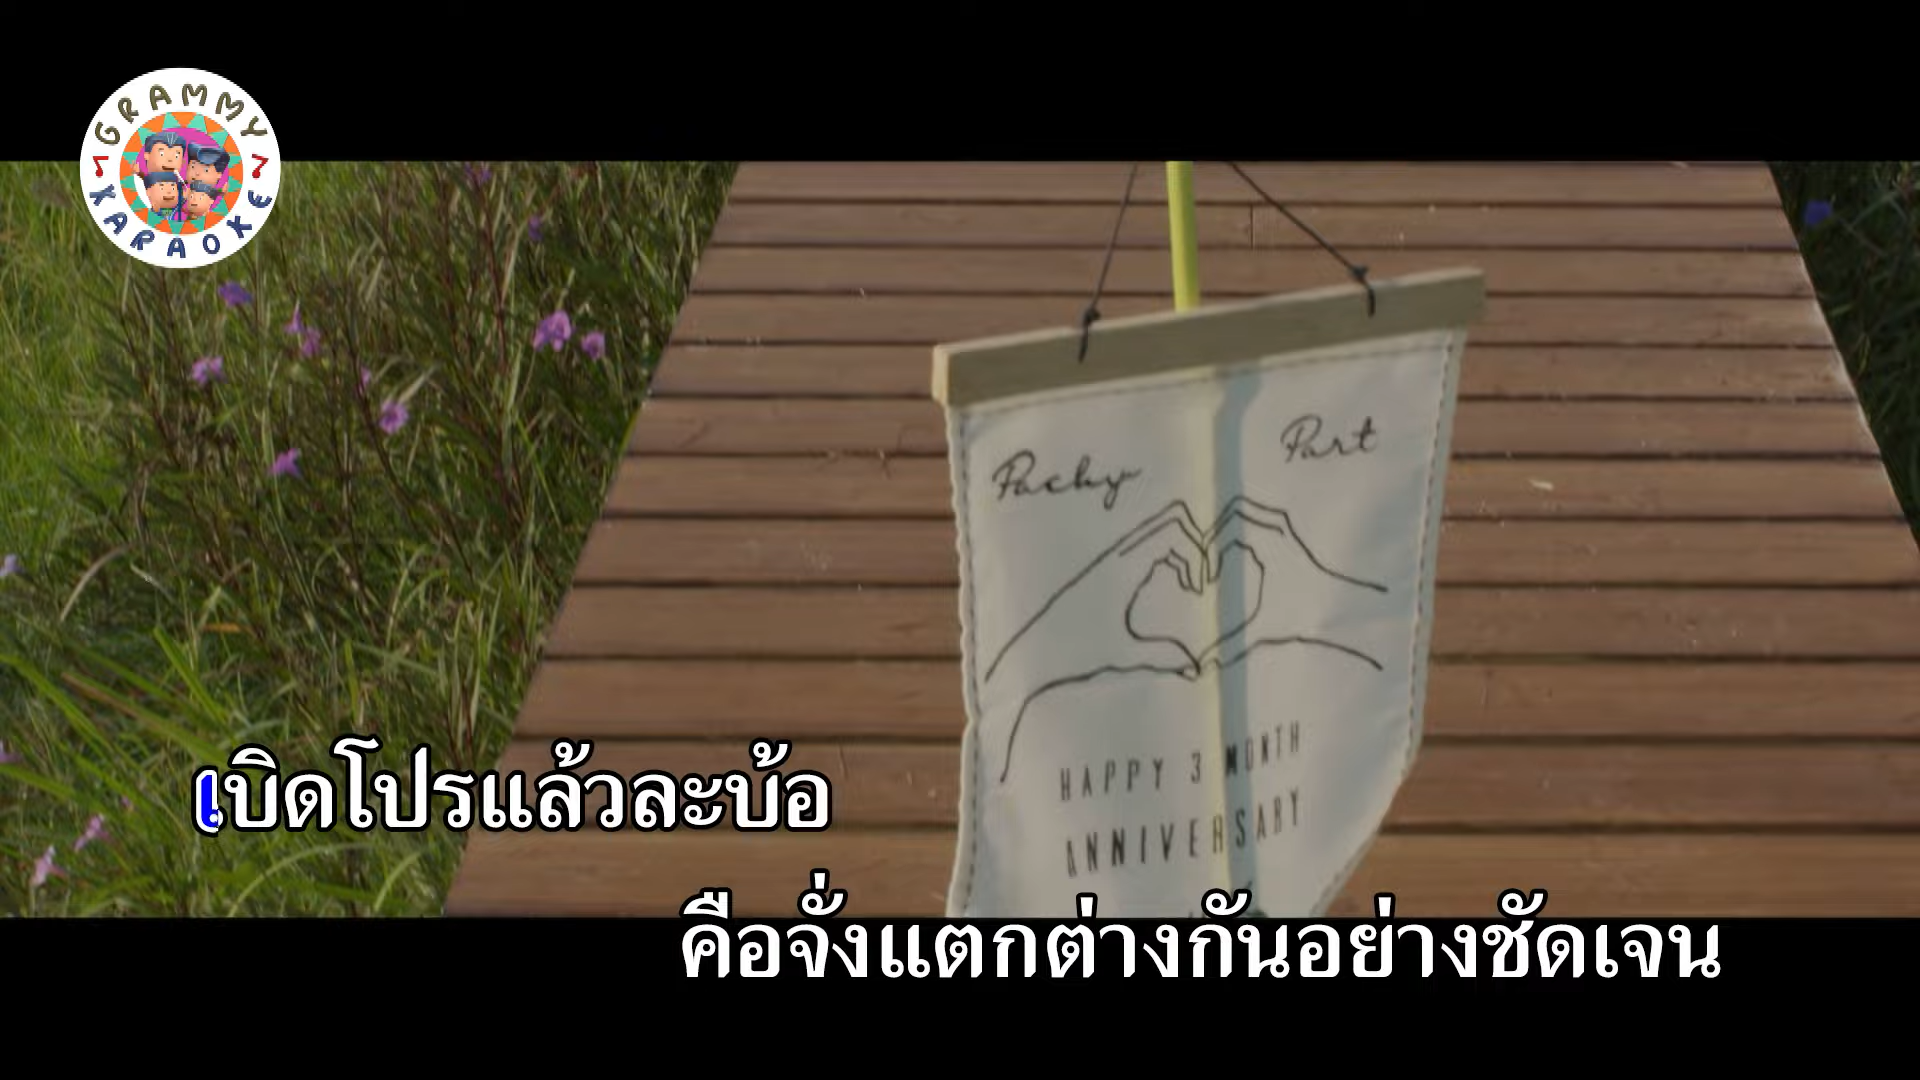 GRAMMY
KARAOKE
Pachy Part
HAPPY 3 MONTH
ANNIVERSARY
เบิดโปรแล้วละบ้อ
คือจั่งแตกต่างกันอย่างชัดเจน